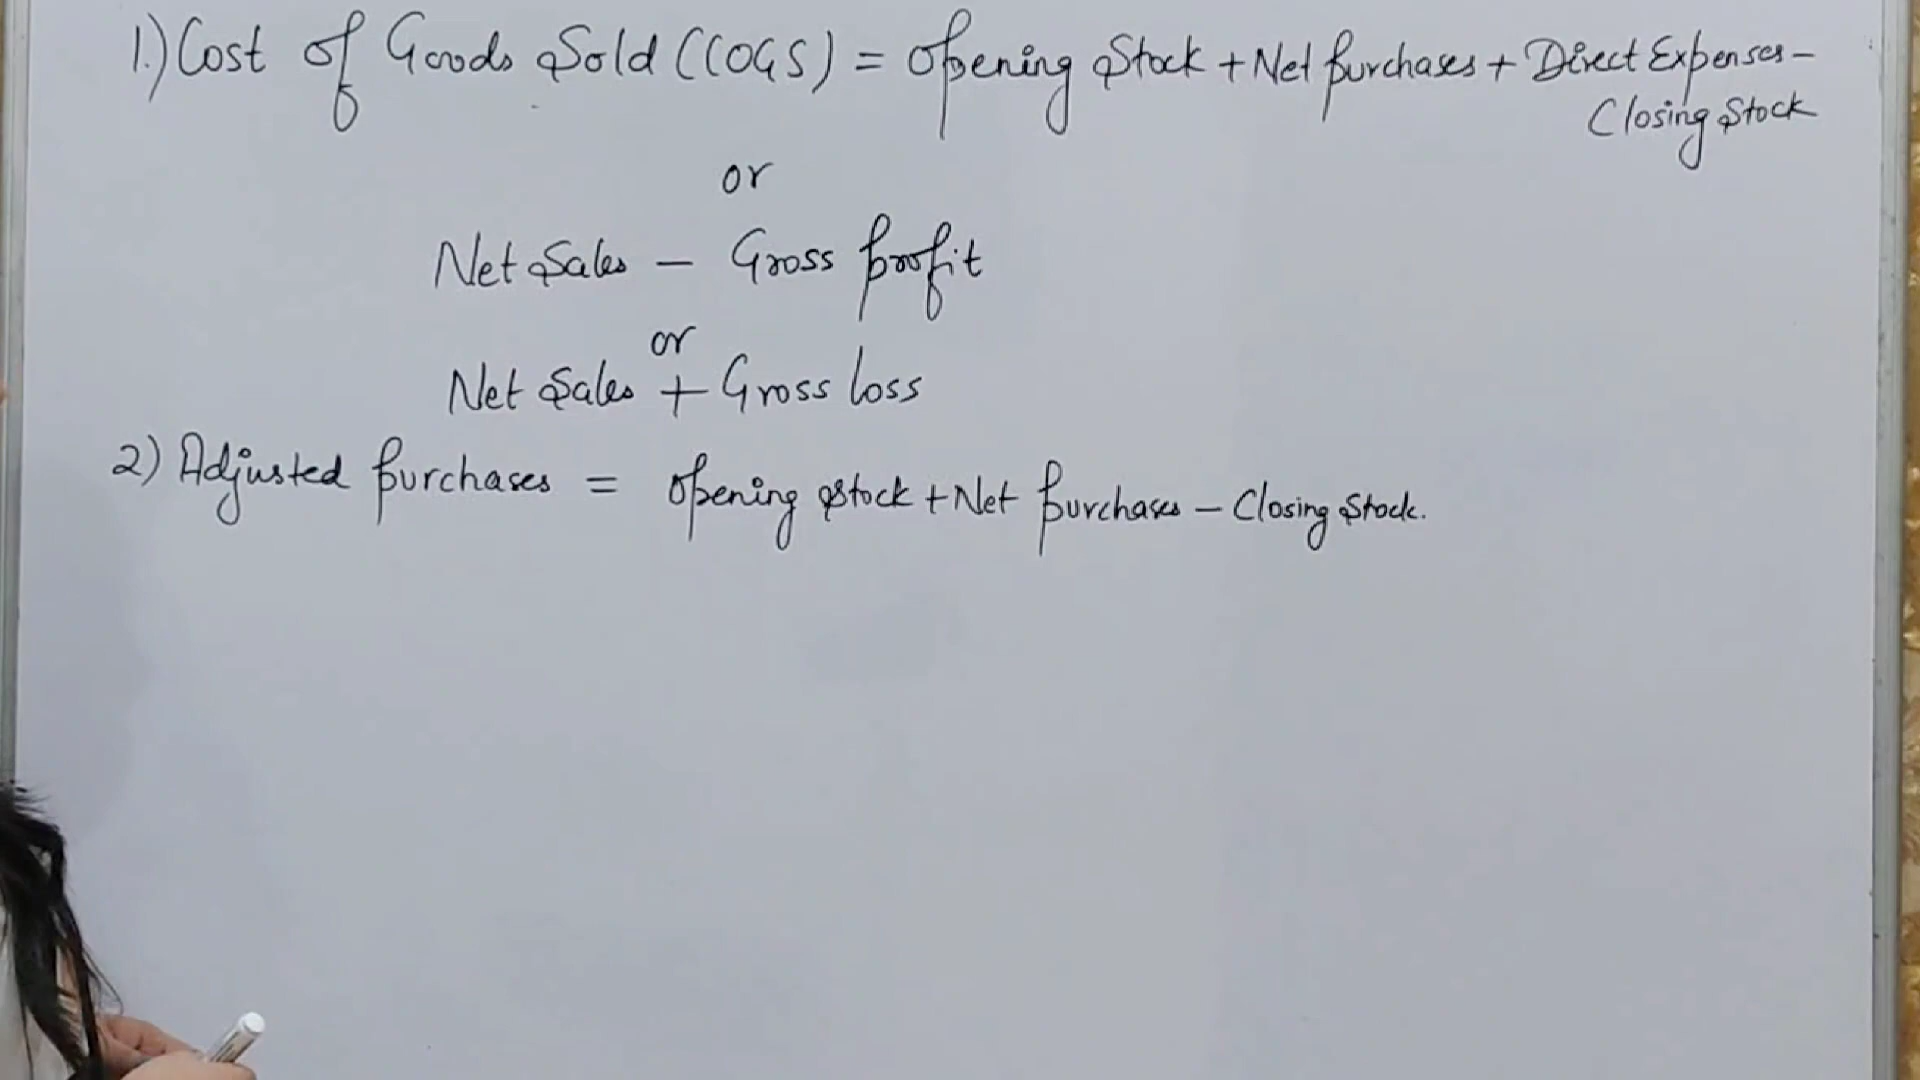 1.) Cost of Goods Sold (COGS) = Opening Stock + Net purchases + Direct Expenses -
Closing Stock
or
Net Sales - Gross profit
or
Net Sales + Gross loss
2) Adjusted purchases = Opening Stock + Net purchases - Closing Stock.